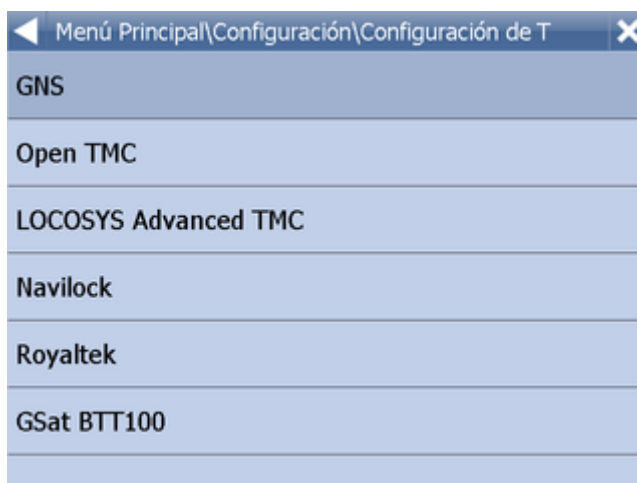 Menú Principal\Configuración\Configuración de T
GNS
Open TMC
LOCOSYS Advanced TMC
Navilock
Royaltek
GSat BTT100